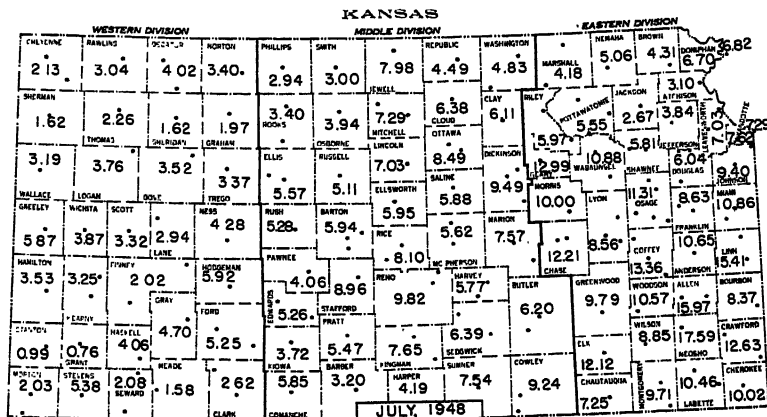 KANSAS
WESTERN DIVISION MIDDLE DIVISION EASTERN DIVISION
CHEYENNE RAWLINS DECATUR NORTON PHILLIPS SMITH REPUBLIC WASHINGTON MARSHALL NEMAHA BROWN DONIPHAN
2.13 3.04 4.02 3.40 2.94 3.00 7.98 4.49 4.83 4.18 5.06 4.31 6.70 6.82
JEWELL
SHERMAN HOOKS CLAY RILEY POTTAWATOMIE JACKSON ATCHISON
1.62 2.26 1.62 1.97 3.40 3.94 7.29 6.38 6.11 5.97 5.55 2.67 3.10
THOMAS SHERIDAN GRAHAM OSBORNE MITCHELL CLOUD JEFFERSON LEAVENWORTH
3.84 7.03
ELLIS RUSSELL LINCOLN OTTAWA DICKINSON GEARY WABAUNSEE SHAWNEE DOUGLAS JOHNSON
3.19 3.76 3.52 3.37 5.57 5.11 7.03 8.49 9.49 12.99 10.88 5.81 6.04 9.40
WALLACE LOGAN GOVE TREGO ELLSWORTH SALINE MORRIS LYON OSAGE MIAMI
5.95 5.88 10.00 11.31 8.63 10.86
GREELEY WICHITA SCOTT NESS RUSH BARTON RICE MARION FRANKLIN
5.87 3.87 3.32 2.94 4.28 5.28 5.94 8.10 5.62 7.57 12.21 8.56 10.65
LANE MC PHERSON CHASE COFFEY ANDERSON LINN
13.36 15.41
HAMILTON FINNEY HODGEMAN PAWNEE RENO HARVEY BUTLER GREENWOOD WOODSON ALLEN BOURBON
3.53 3.25 2.02 5.92 4.06 8.96 9.82 5.77 6.20 9.79 10.57 15.97 8.37
KEARNY GRAY FORD EDWARDS STAFFORD
4.70 5.25 5.26
STANTON GRANT HASKELL PRATT SEDGWICK ELK WILSON NEOSHO CRAWFORD
0.99 0.76 4.06 3.72 5.47 7.65 6.39 12.12 8.85 17.59 12.63
MEADE KIOWA BARBER KINGMAN SUMNER COWLEY CHAUTAUQUA MONTGOMERY LABETTE CHEROKEE
MORTON STEVENS SEWARD CLARK COMANCHE HARPER
2.03 5.38 2.08 1.58 2.62 5.85 3.20 4.19 7.54 9.24 7.25 9.71 10.46 10.02
JULY, 1948